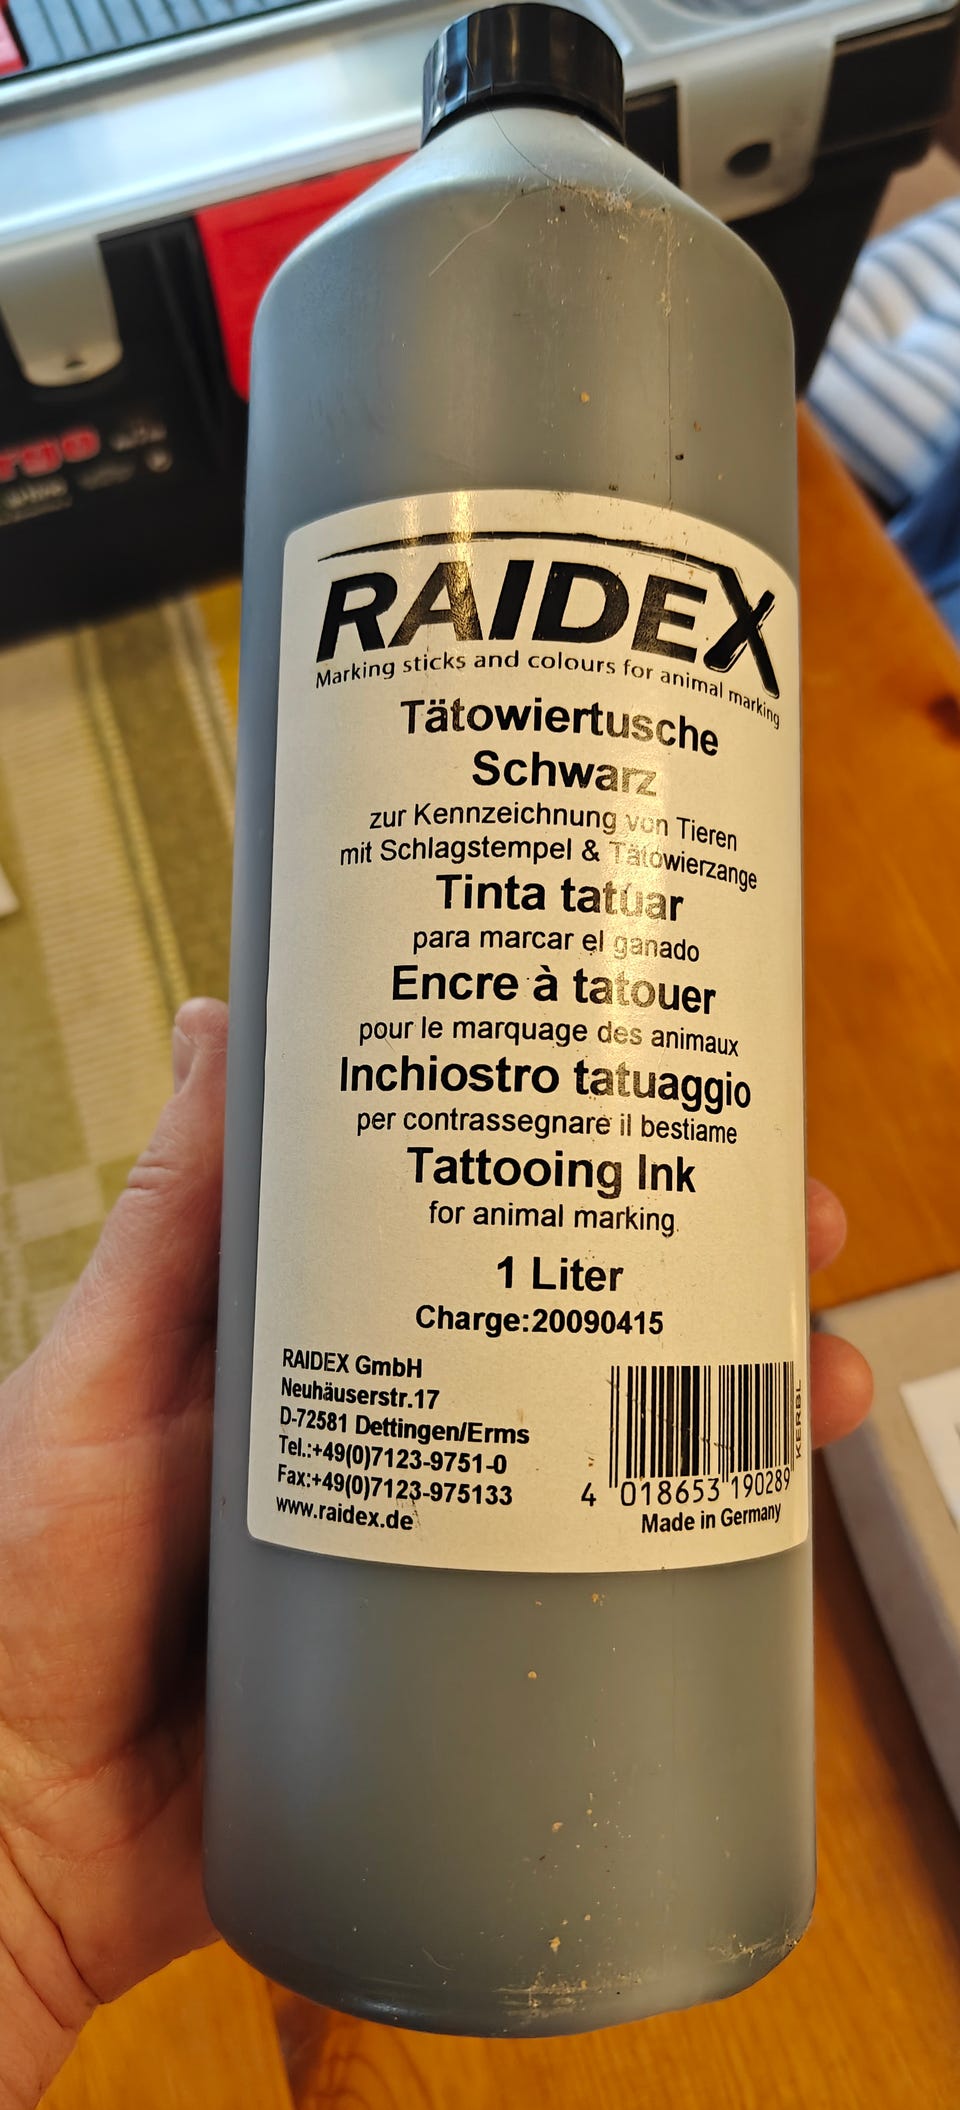 RAIDEX
Marking sticks and colours for animal marking
Tätowiertusche
Schwarz
zur Kennzeichnung von Tieren
mit Schlagstempel & Tätowierzange
Tinta tatúar
para marcar el ganado
Encre à tatouer
pour le marquage des animaux
Inchiostro tatuaggio
per contrassegnare il bestiame
Tattooing Ink
for animal marking
1 Liter
Charge:20090415
RAIDEX GmbH
Neuhäuserstr.17
D-72581 Dettingen/Erms
Tel.:+49(0)7123-9751-0
Fax:+49(0)7123-975133
www.raidex.de
KERBL
4 018653 190289
Made in Germany